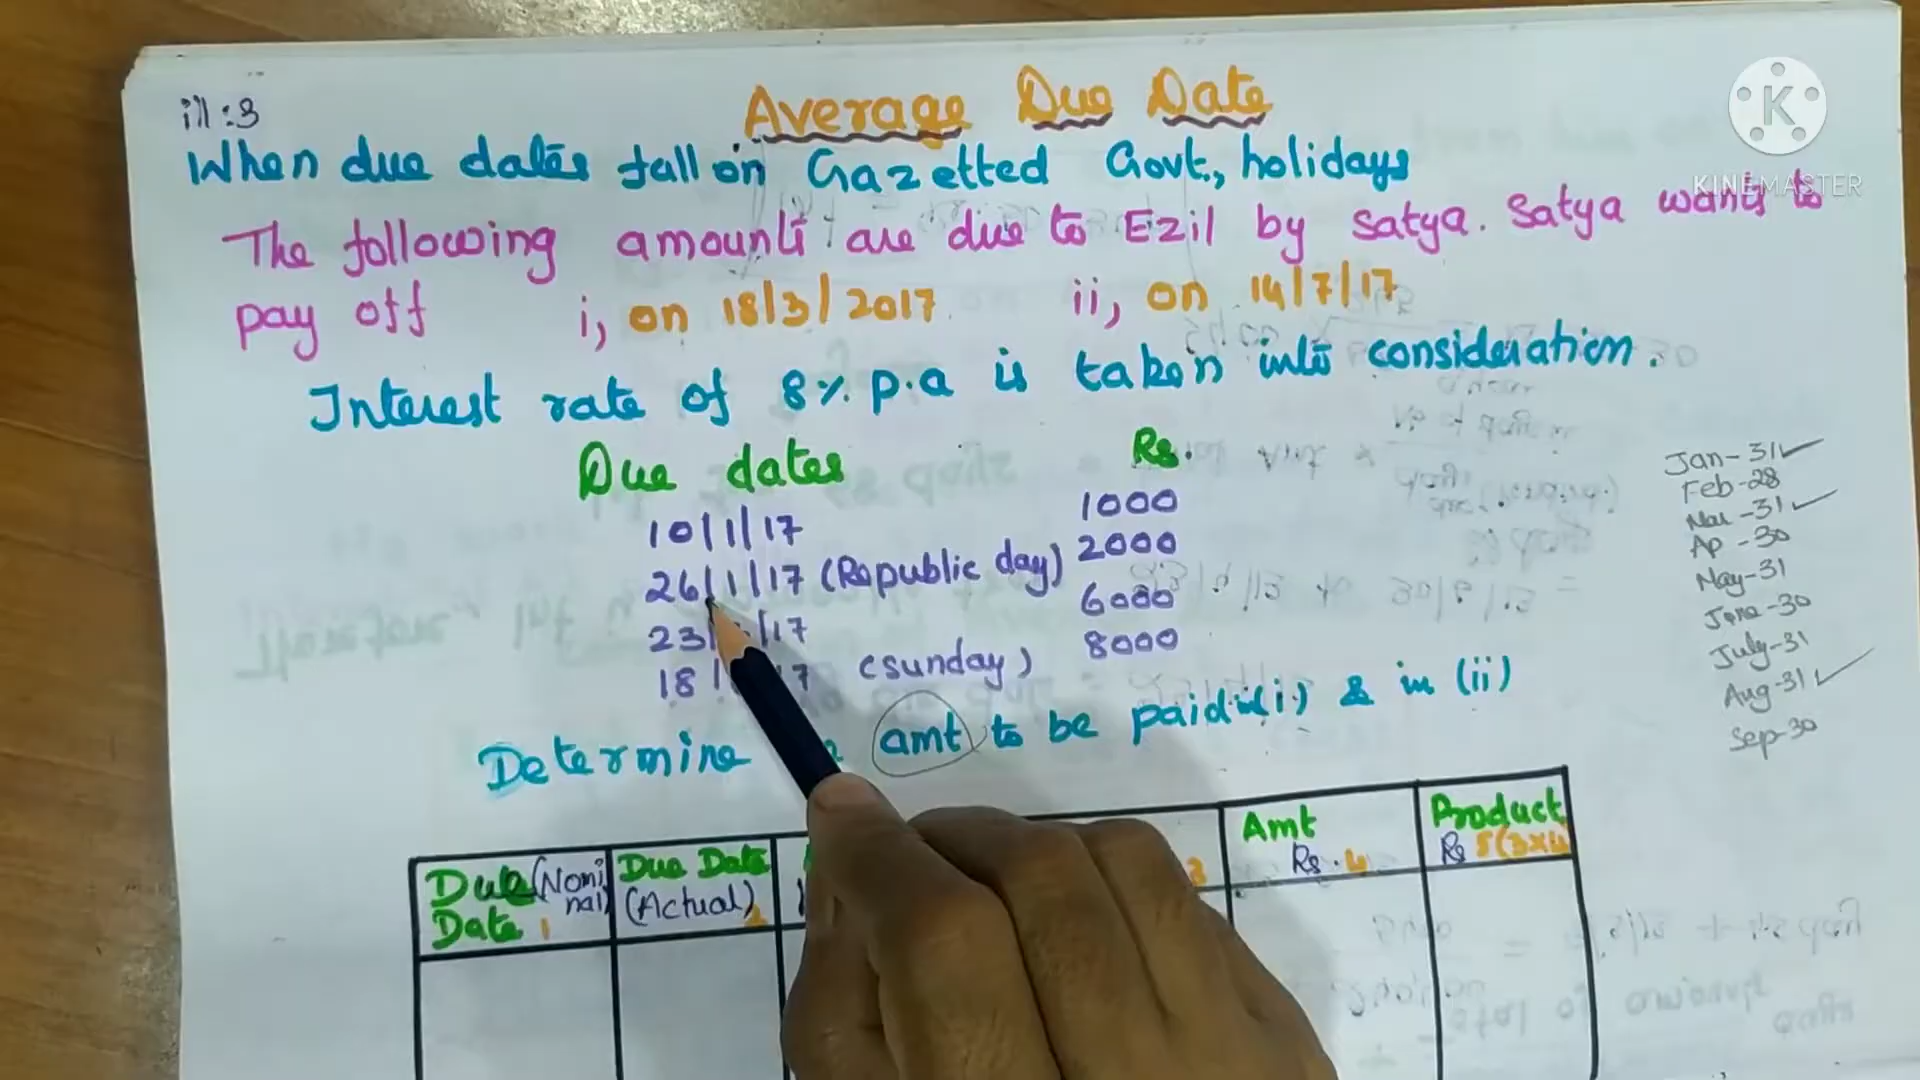 ill:3
Average Due Date
When due dates fall on Gazetted Govt, holidays
The following amounts are due to Ezil by Satya. Satya wants to
pay off i, on 18/3/2017 ii, on 14/7/17
Interest rate of 8% p.a is taken into consideration.
Due dates Rs.
10/1/17 1000
26/1/17 (Republic day) 2000
23/ /17 6000
18/ 17 (sunday) 8000
Determine amt to be paid in (i) & in (ii)
Jan-31
Feb-28
Mar-31
Ap-30
May-31
June-30
July-31
Aug-31
Sep-30
Due Date (Nominal) 1
Due Date (Actual) 2
3
Amt Rs. 4
Product Rs 5(3x4
K
KINEMASTER